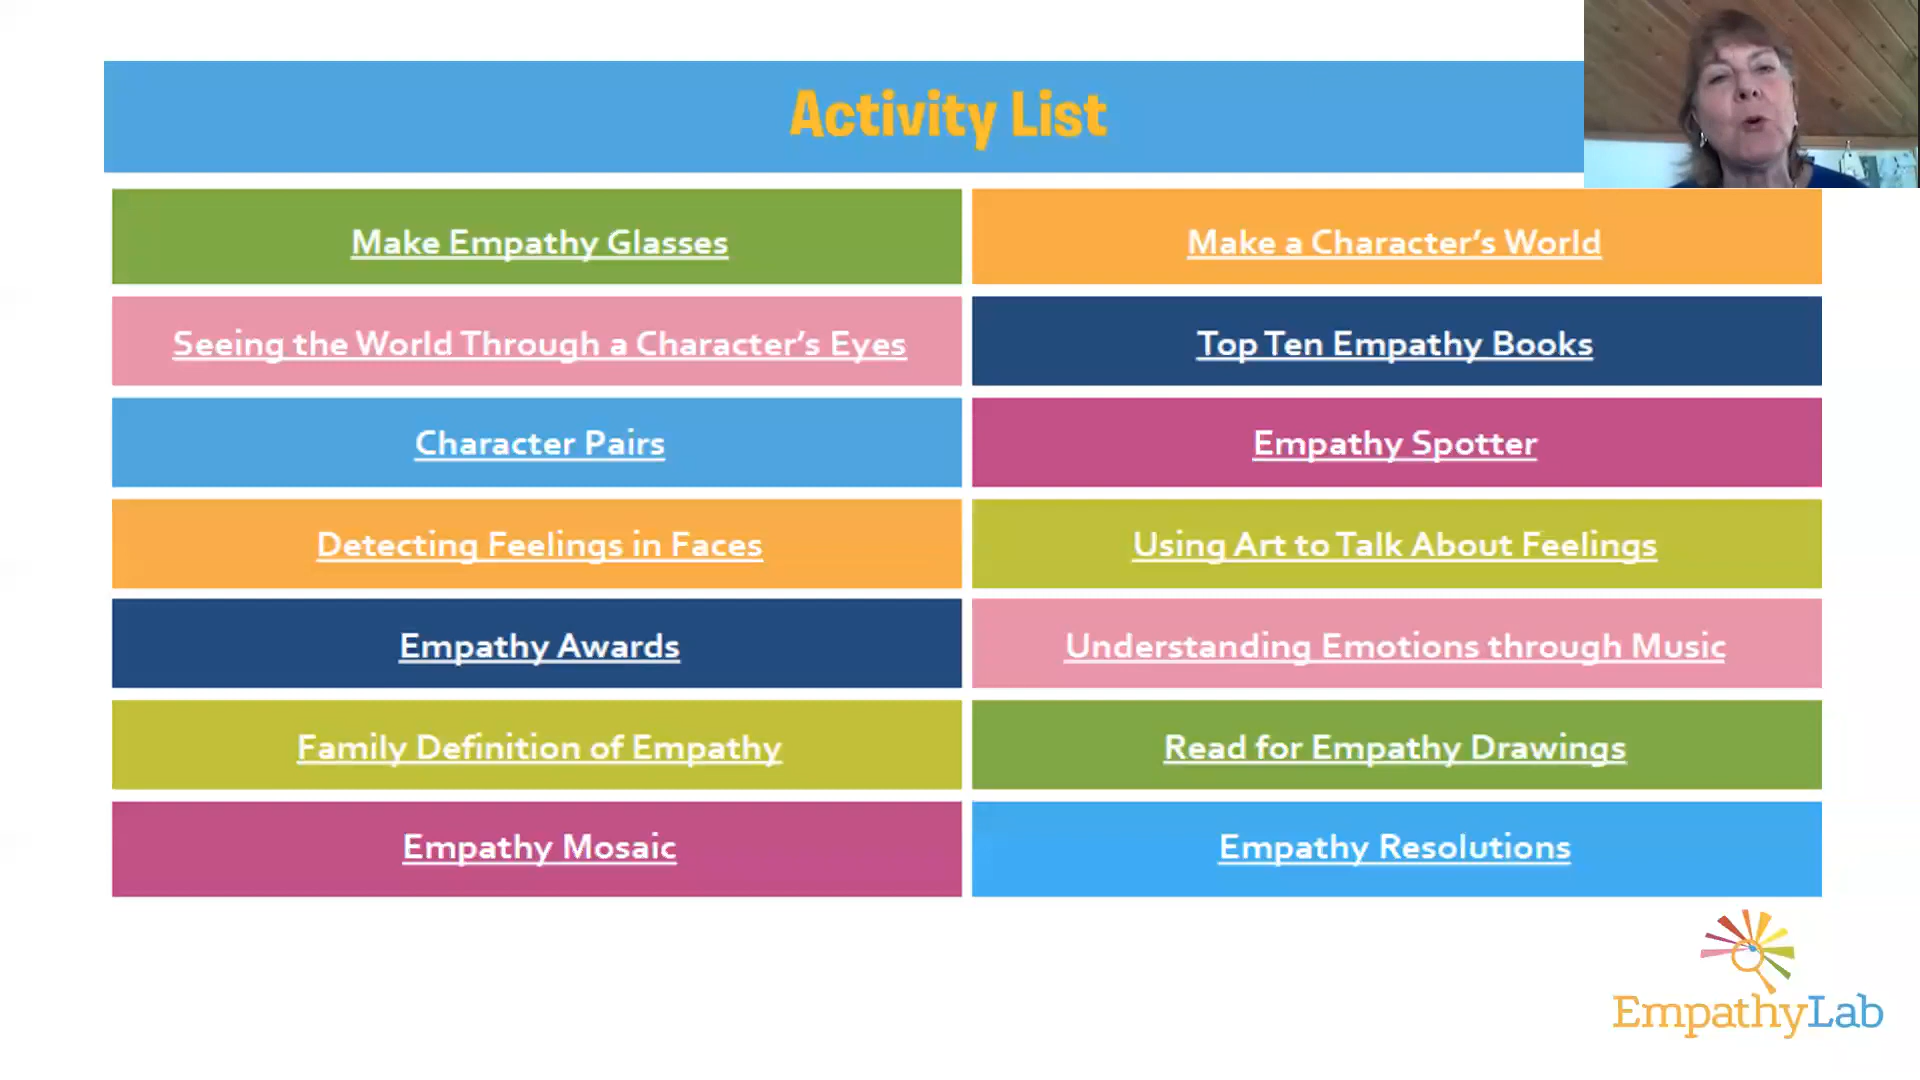 Activity List
Make Empathy Glasses
Make a Character's World
Seeing the World Through a Character's Eyes
Top Ten Empathy Books
Character Pairs
Empathy Spotter
Detecting Feelings in Faces
Using Art to Talk About Feelings
Empathy Awards
Understanding Emotions through Music
Family Definition of Empathy
Read for Empathy Drawings
Empathy Mosaic
Empathy Resolutions
EmpathyLab